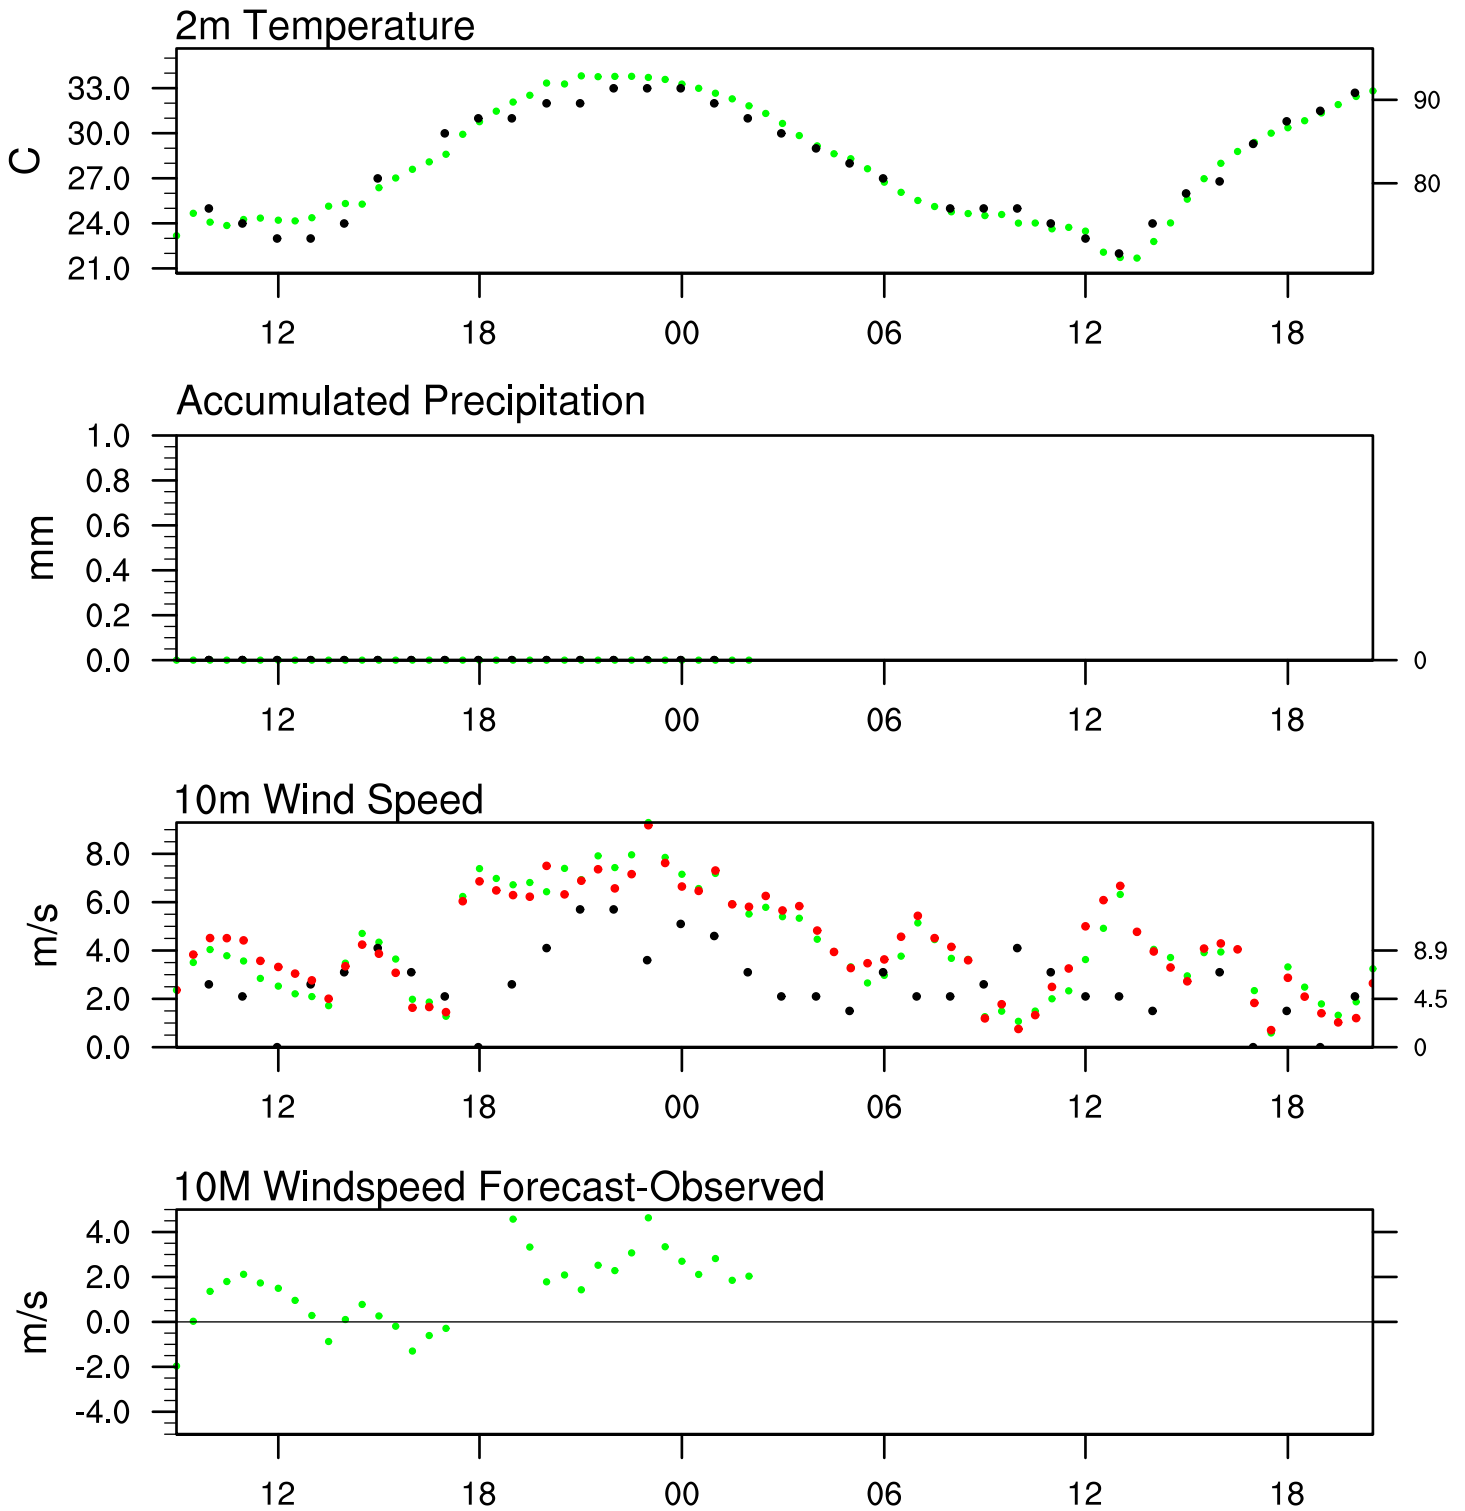 2m Temperature
33.0
30.0
27.0
24.0
21.0
C
90
80
12 18 00 06 12 18
Accumulated Precipitation
1.0
0.8
0.6
0.4
0.2
0.0
mm
0
12 18 00 06 12 18
10m Wind Speed
8.0
6.0
4.0
2.0
0.0
m/s
8.9
4.5
0
12 18 00 06 12 18
10M Windspeed Forecast-Observed
4.0
2.0
0.0
-2.0
-4.0
m/s
12 18 00 06 12 18